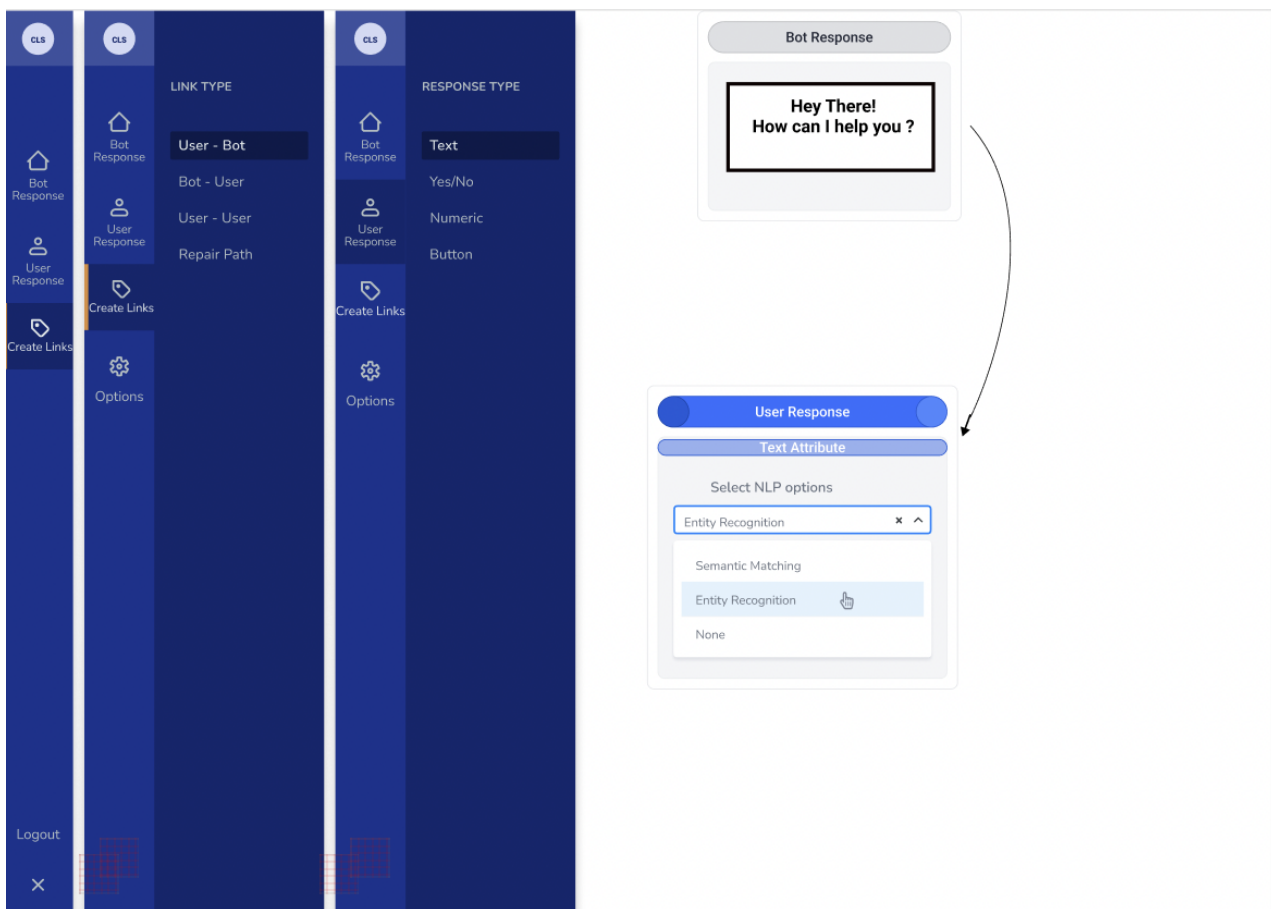 CLS
Bot
Response
User
Response
Create Links
Logout
CLS
Bot
Response
User
Response
Create Links
Options
LINK TYPE
User - Bot
Bot - User
User - User
Repair Path
CLS
Bot
Response
User
Response
Create Links
Options
RESPONSE TYPE
Text
Yes/No
Numeric
Button
Bot Response
Hey There!
How can I help you ?
User Response
Text Attribute
Select NLP options
Entity Recognition
Semantic Matching
Entity Recognition
None